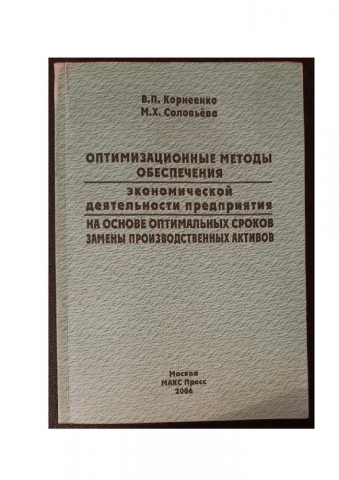 В.П. Корнеенко
М.Х. Соловьёва
ОПТИМИЗАЦИОННЫЕ МЕТОДЫ
ОБЕСПЕЧЕНИЯ
ЭКОНОМИЧЕСКОЙ
ДЕЯТЕЛЬНОСТИ ПРЕДПРИЯТИЯ
НА ОСНОВЕ ОПТИМАЛЬНЫХ СРОКОВ
ЗАМЕНЫ ПРОИЗВОДСТВЕННЫХ АКТИВОВ
Москва
МАКС Пресс
2006